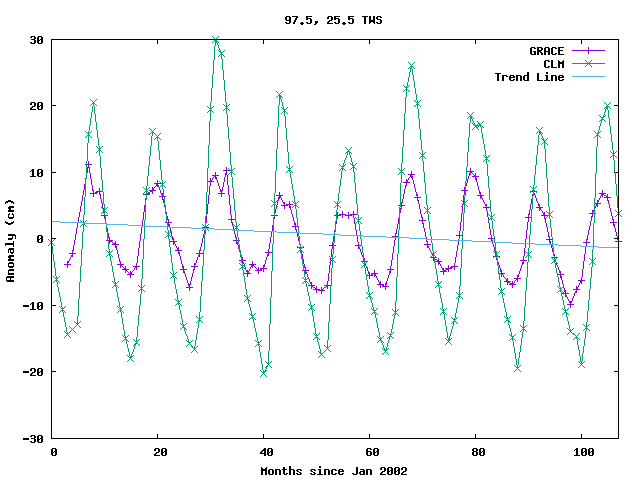 97.5, 25.5 TWS
GRACE
CLM
Trend Line
30
20
10
0
-10
-20
-30
Anomaly (cm)
0 20 40 60 80 100
Months since Jan 2002